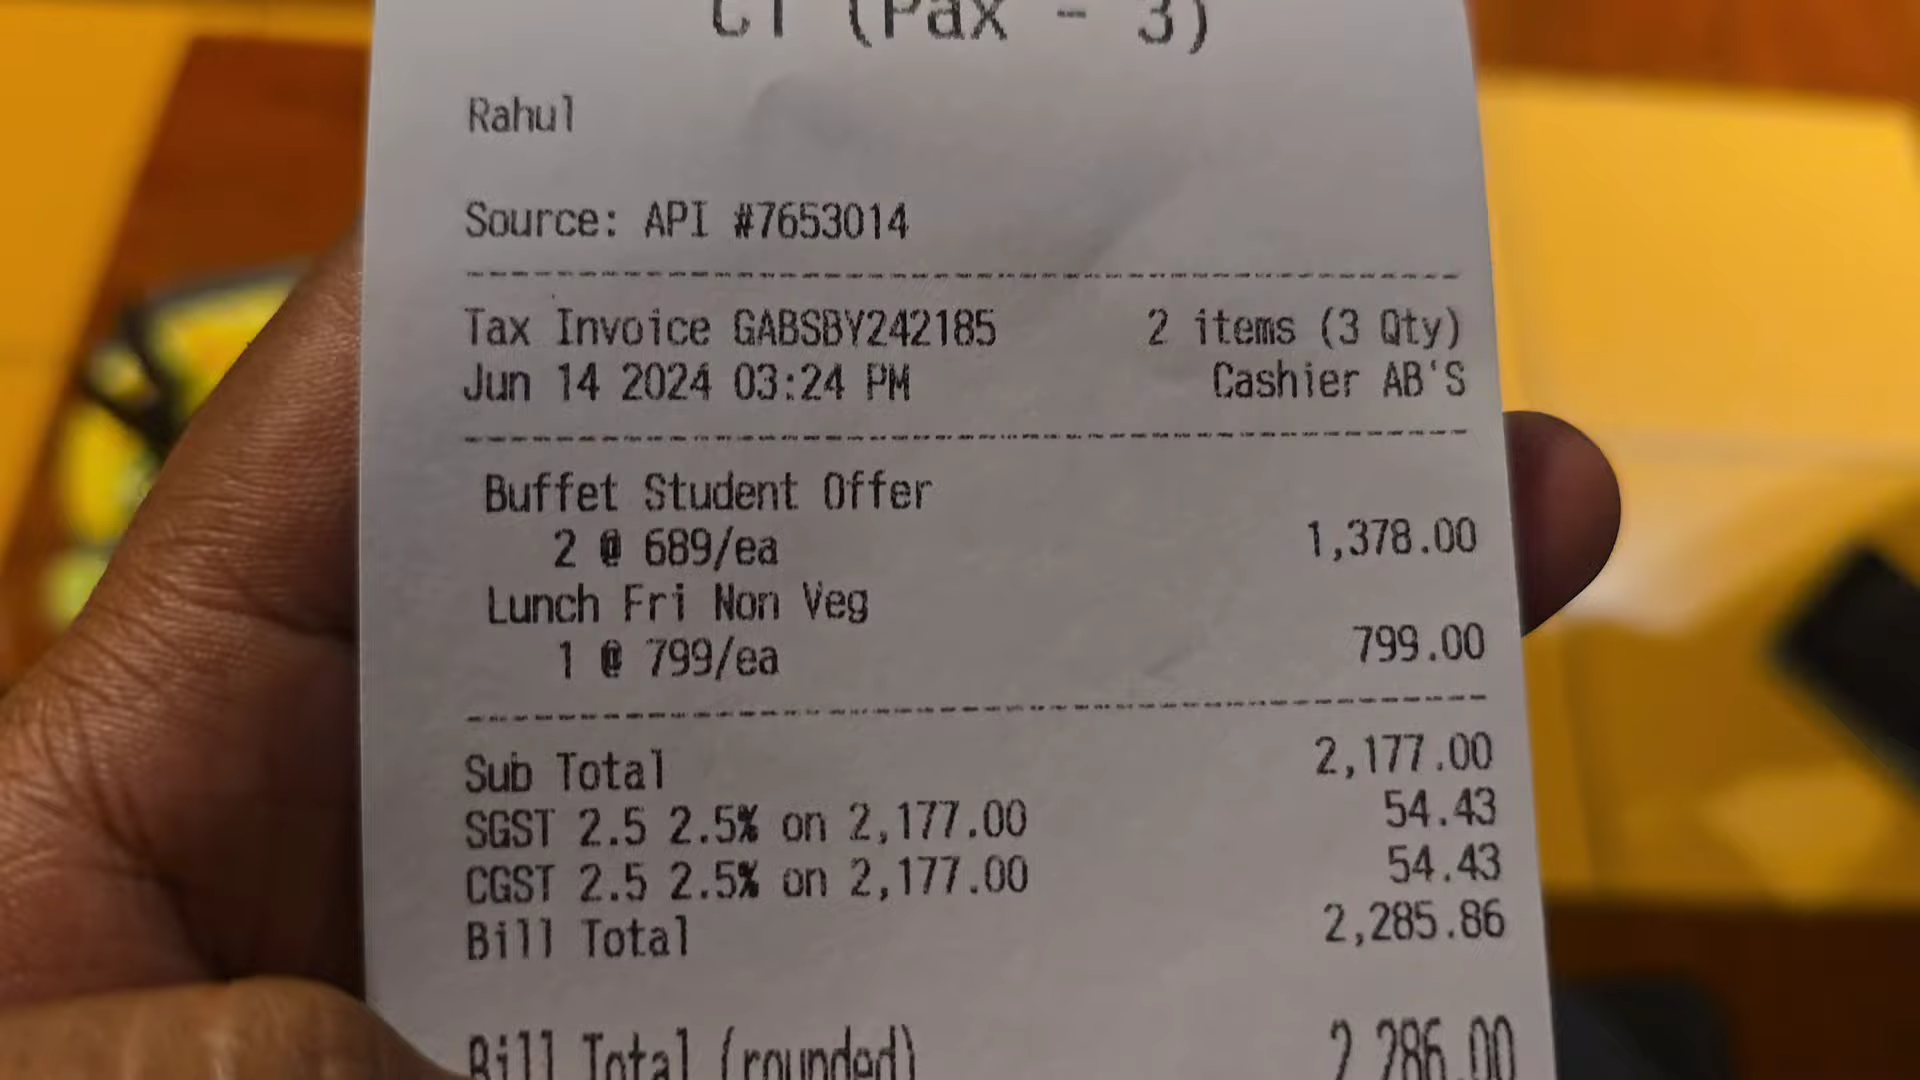 CT (Pax - 3)
Rahul
Source: API #7653014
Tax Invoice GABSBY242185 2 items (3 Qty)
Jun 14 2024 03:24 PM Cashier AB'S
Buffet Student Offer
2 @ 689/ea 1,378.00
Lunch Fri Non Veg
1 @ 799/ea 799.00
Sub Total 2,177.00
SGST 2.5 2.5% on 2,177.00 54.43
CGST 2.5 2.5% on 2,177.00 54.43
Bill Total 2,285.86
Bill Total (rounded) 2,286.00